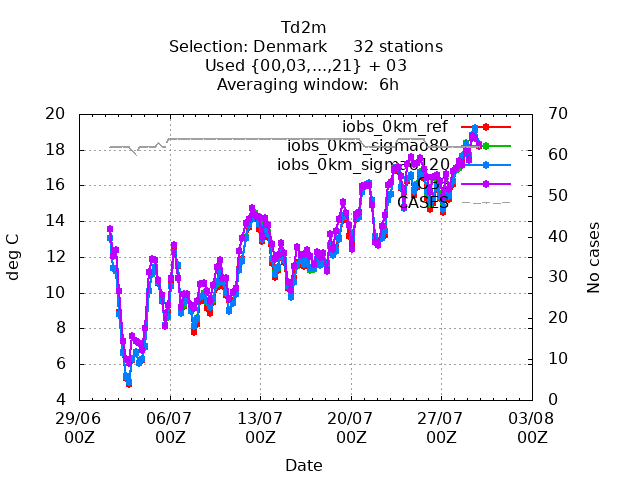 Td2m
Selection: Denmark 32 stations
Used {00,03,...,21} + 03
Averaging window: 6h
20 70
18 60
16 50
14 40
12 30
10
8 20
6 10
4 0
iobs_0km_ref
iobs_0km_sigmao80
iobs_0km_sigmao120
OBS
CASES
deg C
No cases
29/06 06/07 13/07 20/07 27/07 03/08
00Z 00Z 00Z 00Z 00Z 00Z
Date